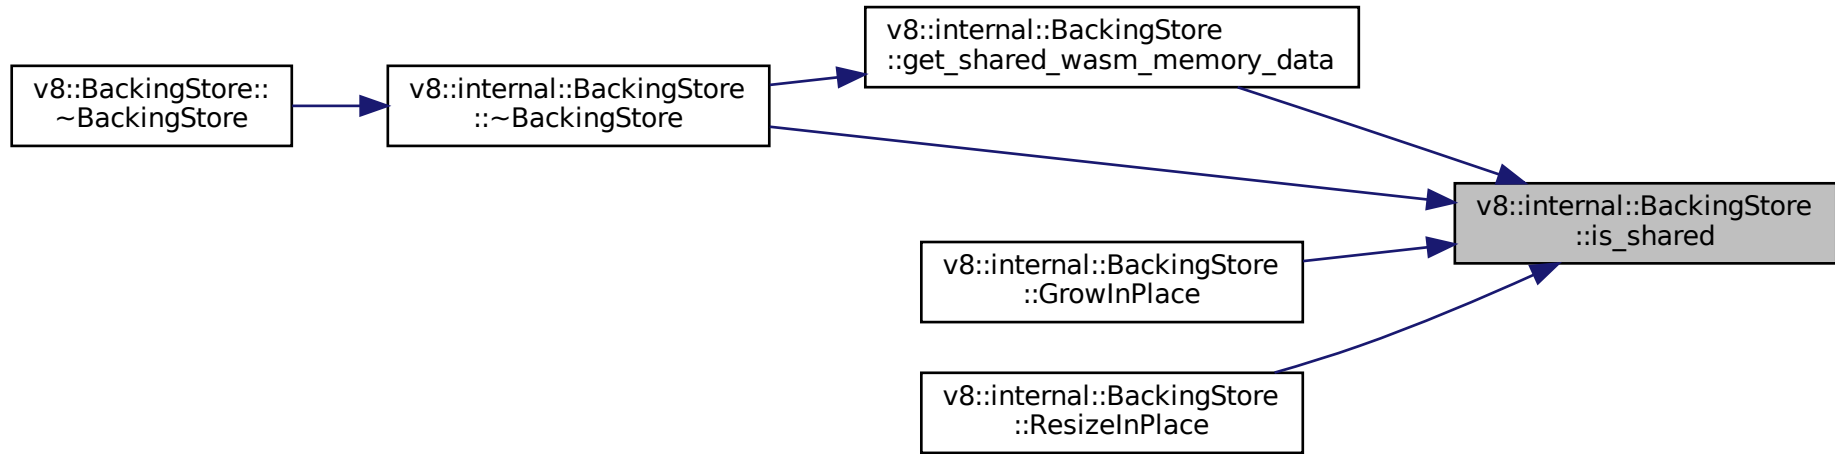 v8::internal::BackingStore
::get_shared_wasm_memory_data
v8::BackingStore::
~BackingStore
v8::internal::BackingStore
::~BackingStore
v8::internal::BackingStore
::is_shared
v8::internal::BackingStore
::GrowInPlace
v8::internal::BackingStore
::ResizeInPlace